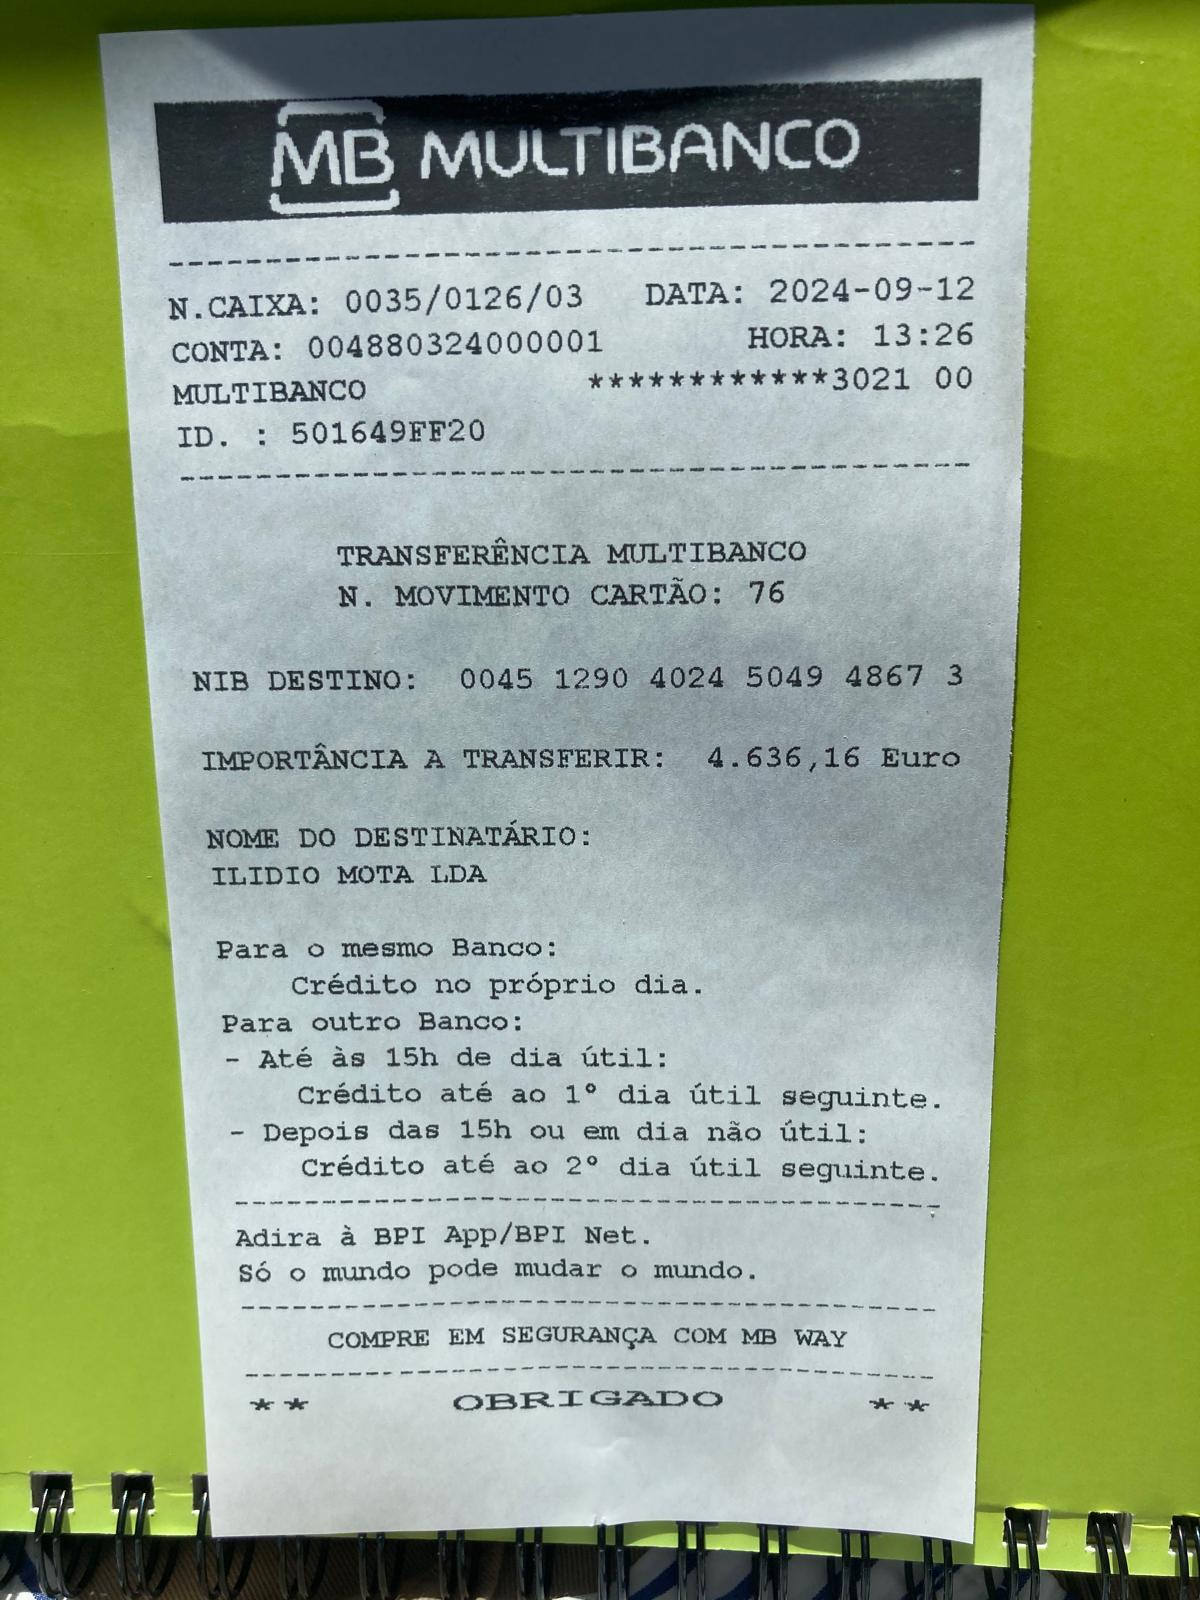 MB MULTIBANCO
N.CAIXA: 0035/0126/03 DATA: 2024-09-12
CONTA: 004880324000001 HORA: 13:26
MULTIBANCO ************3021 00
ID. : 501649FF20
TRANSFERÊNCIA MULTIBANCO
N. MOVIMENTO CARTÃO: 76
NIB DESTINO: 0045 1290 4024 5049 4867 3
IMPORTÂNCIA A TRANSFERIR: 4.636,16 Euro
NOME DO DESTINATÁRIO:
ILIDIO MOTA LDA
Para o mesmo Banco:
Crédito no próprio dia.
Para outro Banco:
- Até às 15h de dia útil:
Crédito até ao 1º dia útil seguinte.
- Depois das 15h ou em dia não útil:
Crédito até ao 2º dia útil seguinte.
Adira à BPI App/BPI Net.
Só o mundo pode mudar o mundo.
COMPRE EM SEGURANÇA COM MB WAY
** OBRIGADO **